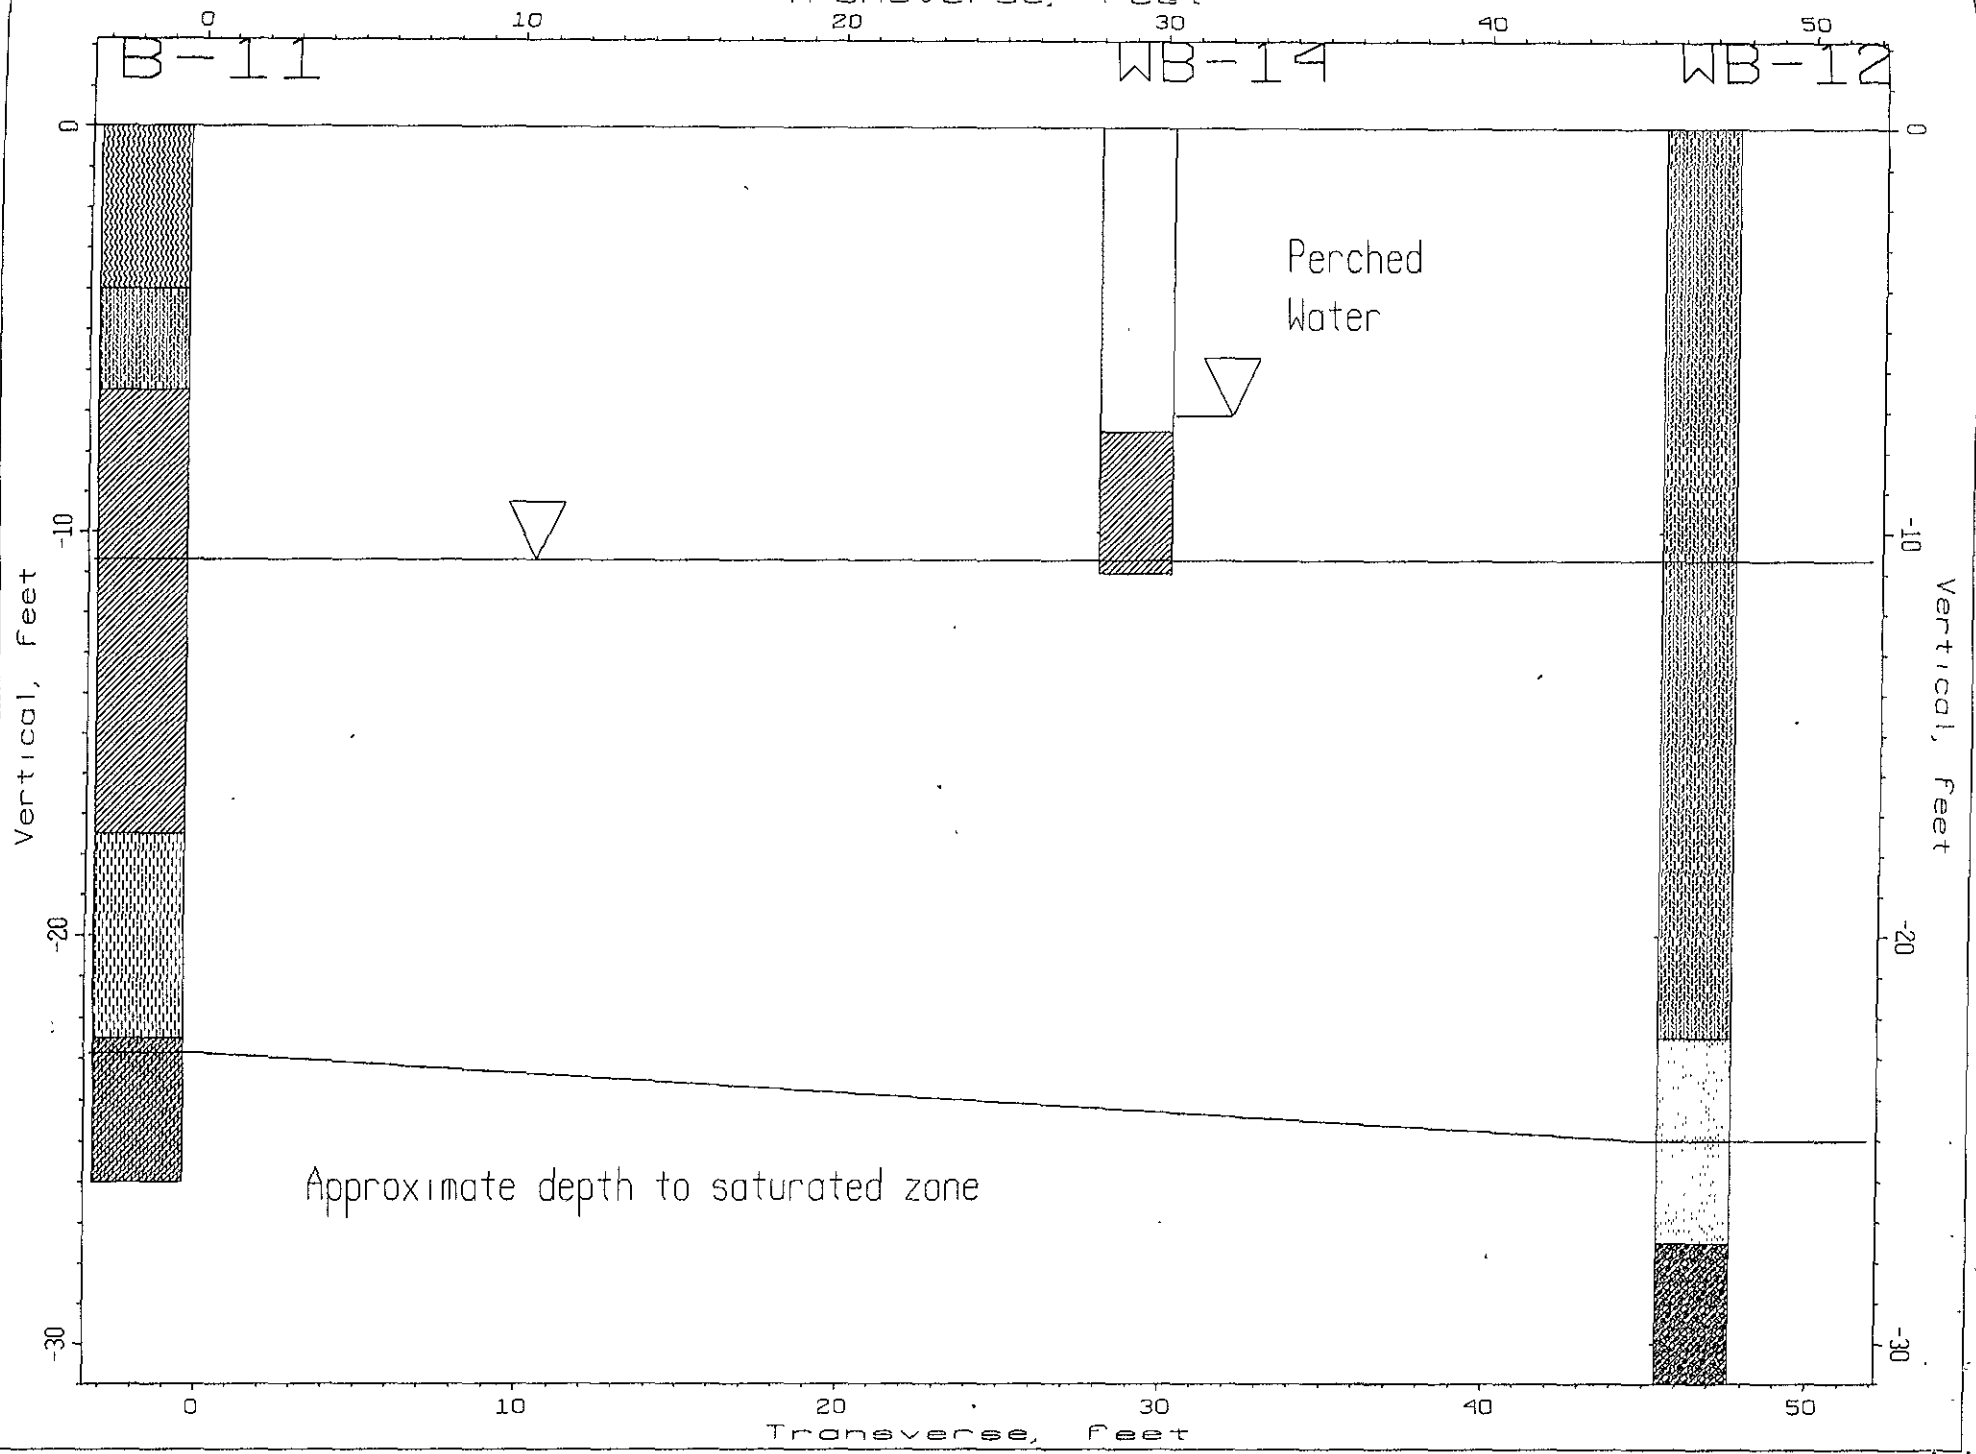 Transverse, feet
0 10 20 30 40 50
B-11 WB-14 WB-12
0 0
Perched
Water
-10 -10
Vertical, feet Vertical, feet
-20 -20
Approximate depth to saturated zone
-30 -30
0 10 20 30 40 50
Transverse, feet